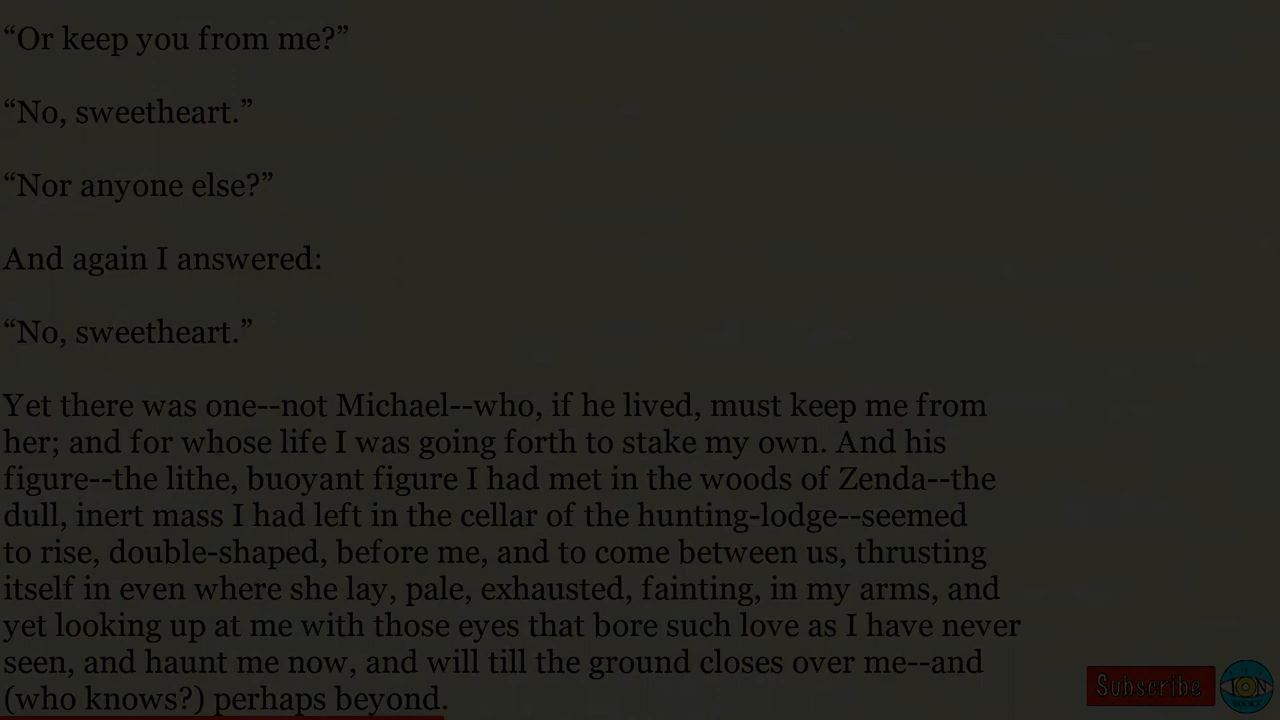 “Or keep you from me?”
“No, sweetheart.”
“Nor anyone else?”
And again I answered:
“No, sweetheart.”
Yet there was one--not Michael--who, if he lived, must keep me from
her; and for whose life I was going forth to stake my own. And his
figure--the lithe, buoyant figure I had met in the woods of Zenda--the
dull, inert mass I had left in the cellar of the hunting-lodge--seemed
to rise, double-shaped, before me, and to come between us, thrusting
itself in even where she lay, pale, exhausted, fainting, in my arms, and
yet looking up at me with those eyes that bore such love as I have never
seen, and haunt me now, and will till the ground closes over me--and
(who knows?) perhaps beyond.
Subscribe
ION
BOOKS